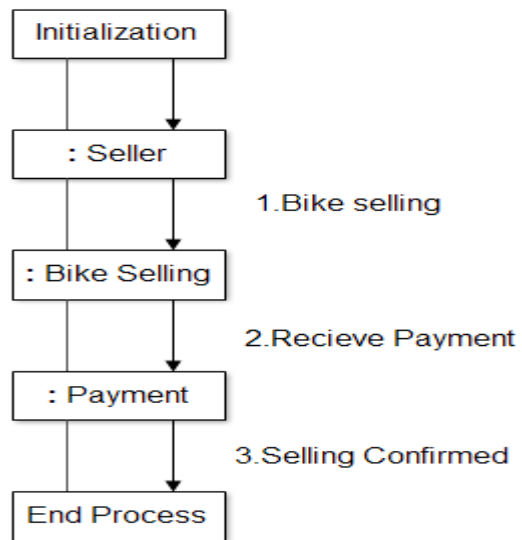 Initialization
: Seller
1.Bike selling
: Bike Selling
2.Recieve Payment
: Payment
3.Selling Confirmed
End Process